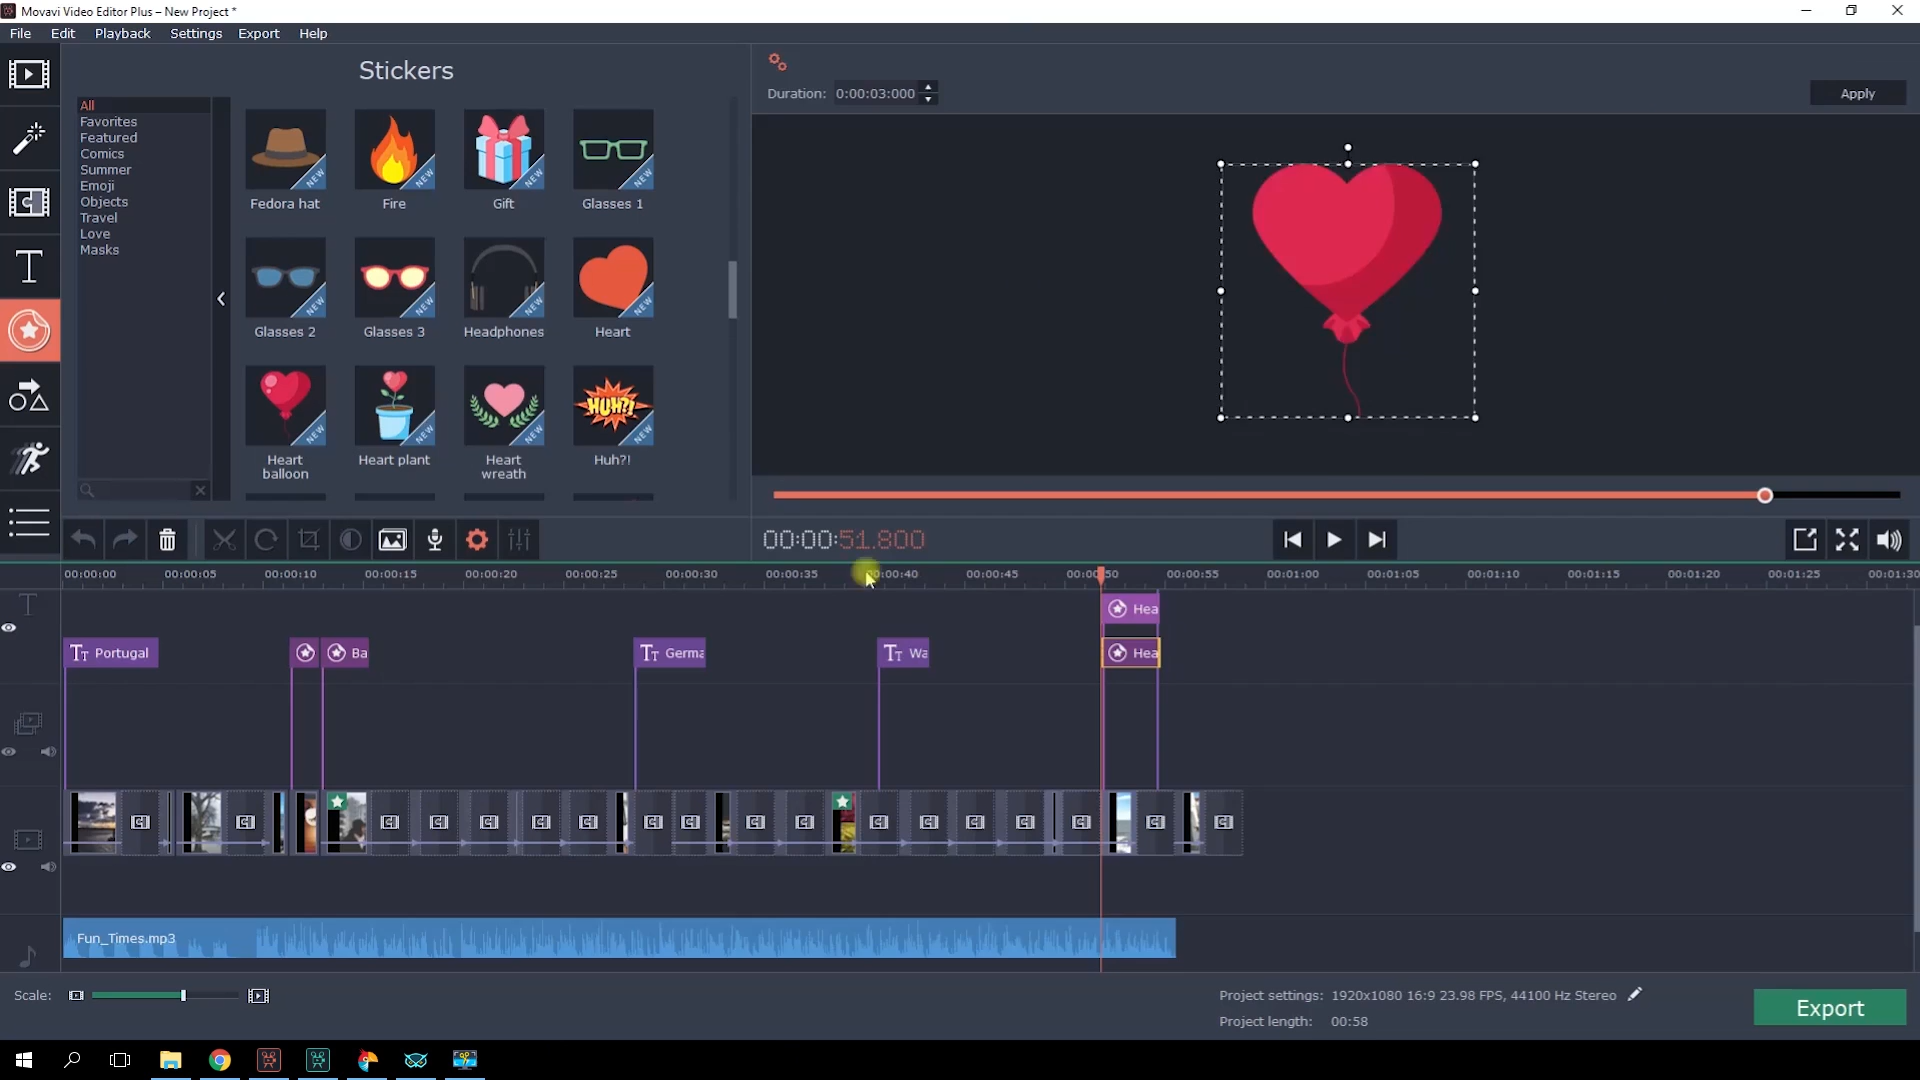 Movavi Video Editor Plus – New Project *
File Edit Playback Settings Export Help
Stickers
All
Favorites
Featured
Comics
Summer
Emoji
Objects
Travel
Love
Masks
NEW NEW NEW NEW
Fedora hat Fire Gift Glasses 1
NEW NEW NEW NEW
Glasses 2 Glasses 3 Headphones Heart
HUH?!
NEW NEW NEW NEW
Heart balloon Heart plant Heart wreath Huh?!
Duration: 0:00:03:000
Apply
00:00:51.800
00:00:00 00:00:05 00:00:10 00:00:15 00:00:20 00:00:25 00:00:30 00:00:35 00:00:40 00:00:45 00:00:50 00:00:55 00:01:00 00:01:05 00:01:10 00:01:15 00:01:20 00:01:25 00:01:30
Hea
Portugal Ba Germa Wa Hea
Fun_Times.mp3
Scale:
Project settings: 1920x1080 16:9 23.98 FPS, 44100 Hz Stereo
Project length: 00:58
Export